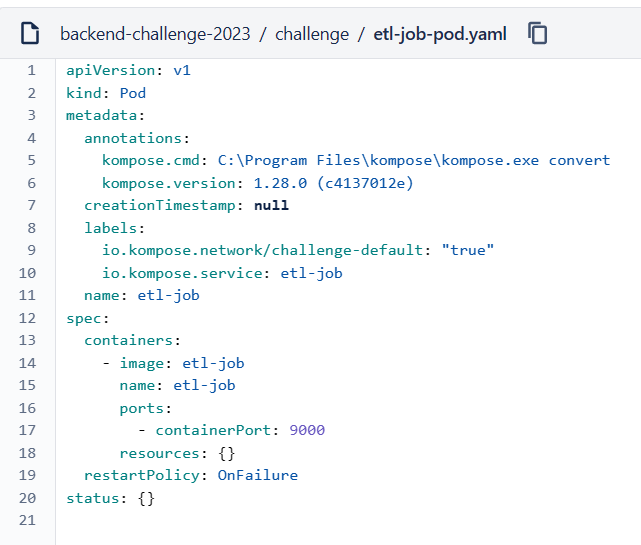 backend-challenge-2023 / challenge / etl-job-pod.yaml
1 apiVersion: v1
2 kind: Pod
3 metadata:
4   annotations:
5     kompose.cmd: C:\Program Files\kompose\kompose.exe convert
6     kompose.version: 1.28.0 (c4137012e)
7   creationTimestamp: null
8   labels:
9     io.kompose.network/challenge-default: "true"
10     io.kompose.service: etl-job
11   name: etl-job
12 spec:
13   containers:
14     - image: etl-job
15       name: etl-job
16       ports:
17         - containerPort: 9000
18       resources: {}
19   restartPolicy: OnFailure
20 status: {}
21